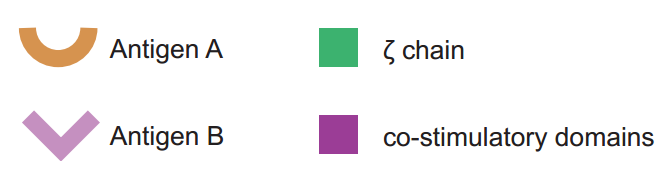 Antigen A
ζ chain
Antigen B
co-stimulatory domains